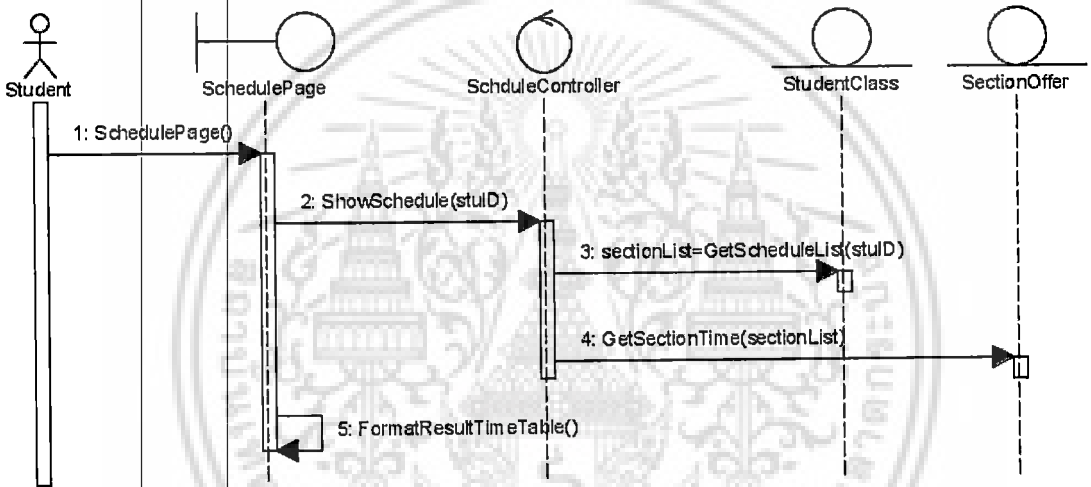 Student
SchedulePage
SchduleController
StudentClass
SectionOffer
1: SchedulePage()
2: ShowSchedule(stuID)
3: sectionList=GetScheduleList(stuID)
4: GetSectionTime(sectionList)
5: FormatResultTimeTable()